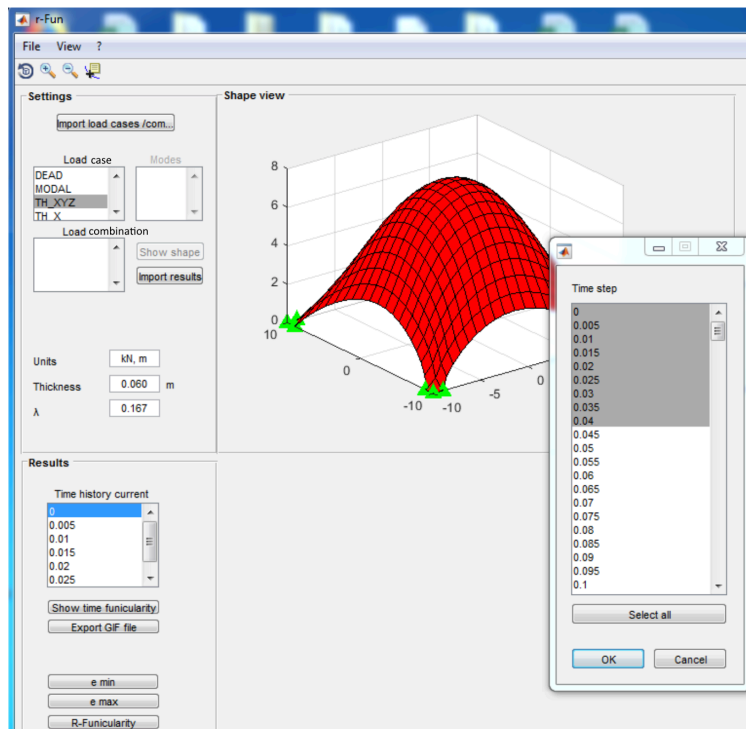 r-Fun
File View ?
Settings
Import load cases /com...
Load case Modes
DEAD
MODAL
TH_XYZ
TH_X
Load combination
Show shape
Import results
Units kN, m
Thickness 0.060 m
λ 0.167
Shape view
8
6
4
2
0
10
0
-10
-10
-5
0
Time step
0
0.005
0.01
0.015
0.02
0.025
0.03
0.035
0.04
0.045
0.05
0.055
0.06
0.065
0.07
0.075
0.08
0.085
0.09
0.095
0.1
Select all
OK Cancel
Results
Time history current
0
0.005
0.01
0.015
0.02
0.025
Show time funicularity
Export GIF file
e min
e max
R-Funicularity